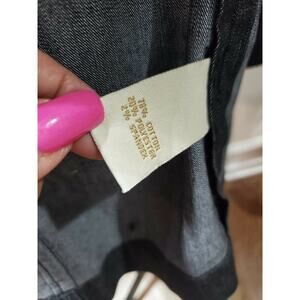 78% COTTON
20% POLYESTER
2% SPANDEX